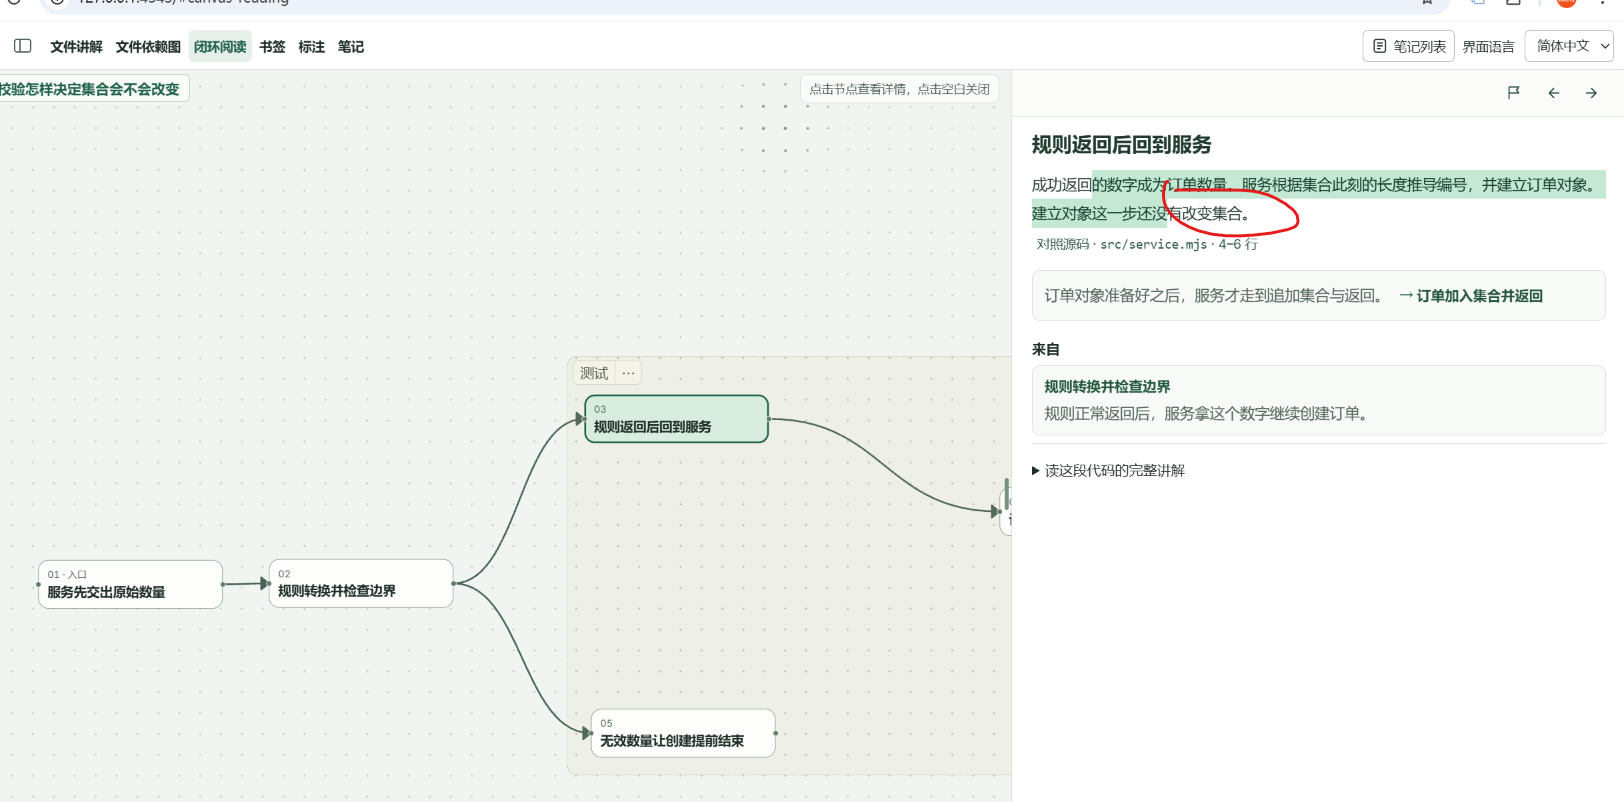 文件讲解 文件依赖图 闭环阅读 书签 标注 笔记 笔记列表 界面语言 简体中文
校验怎样决定集合会不会改变
点击节点查看详情，点击空白关闭
测试 ···
03
规则返回后回到服务
01 · 入口
服务先交出原始数量
02
规则转换并检查边界
05
无效数量让创建提前结束
规则返回后回到服务
成功返回的数字成为订单数量。服务根据集合此刻的长度推导编号，并建立订单对象。
建立对象这一步还没有改变集合。
对照源码 · src/service.mjs · 4–6 行
订单对象准备好之后，服务才走到追加集合与返回。 → 订单加入集合并返回
来自
规则转换并检查边界
规则正常返回后，服务拿这个数字继续创建订单。
读这段代码的完整讲解